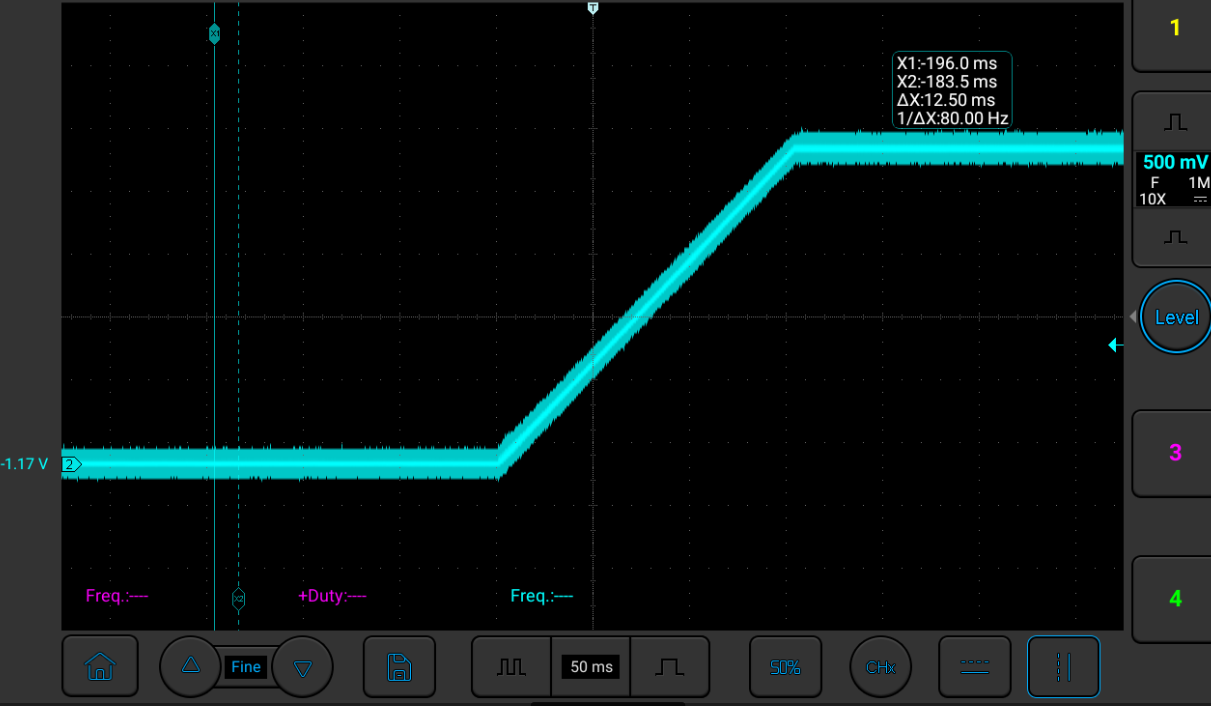 T
1
X1
X1:-196.0 ms
X2:-183.5 ms
ΔX:12.50 ms
1/ΔX:80.00 Hz
500 mV
F 1M
10X
Level
-1.17 V
2
3
Freq.:----
+Duty:----
Freq.:----
X2
4
Fine
50 ms
50%
CHx